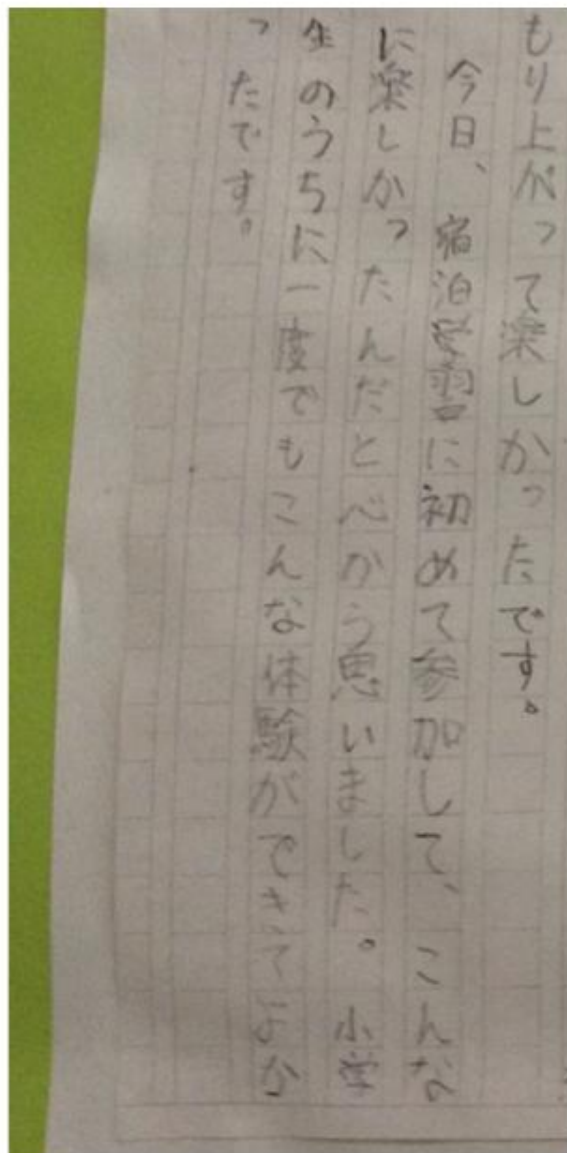 もり上がって楽しかったです。
今日、宿泊学習に初めて参加して、こんな
に楽しかったんだと心から思いました。小学
生のうちに一度でもこんな体験ができてよか
ったです。